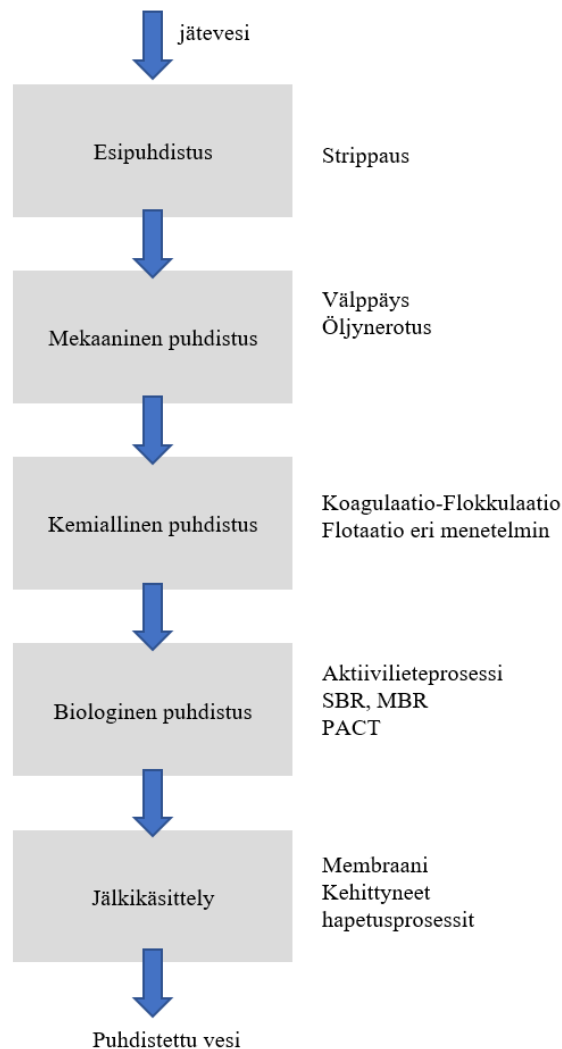 jätevesi
Esipuhdistus
Strippaus
Mekaaninen puhdistus
Välppäys
Öljynerotus
Kemiallinen puhdistus
Koagulaatio-Flokkulaatio
Flotaatio eri menetelmin
Biologinen puhdistus
Aktiivilieteprosessi
SBR, MBR
PACT
Jälkikäsittely
Membraani
Kehittyneet
hapetusprosessit
Puhdistettu vesi